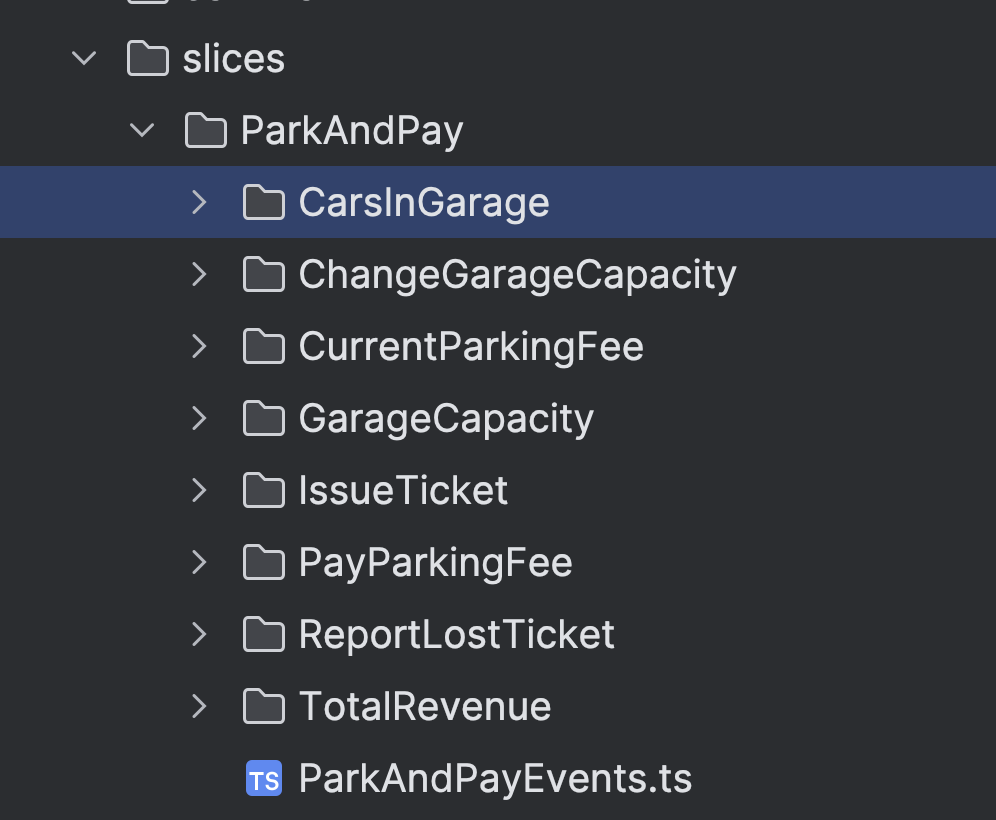 slices
ParkAndPay
CarsInGarage
ChangeGarageCapacity
CurrentParkingFee
GarageCapacity
IssueTicket
PayParkingFee
ReportLostTicket
TotalRevenue
TS ParkAndPayEvents.ts